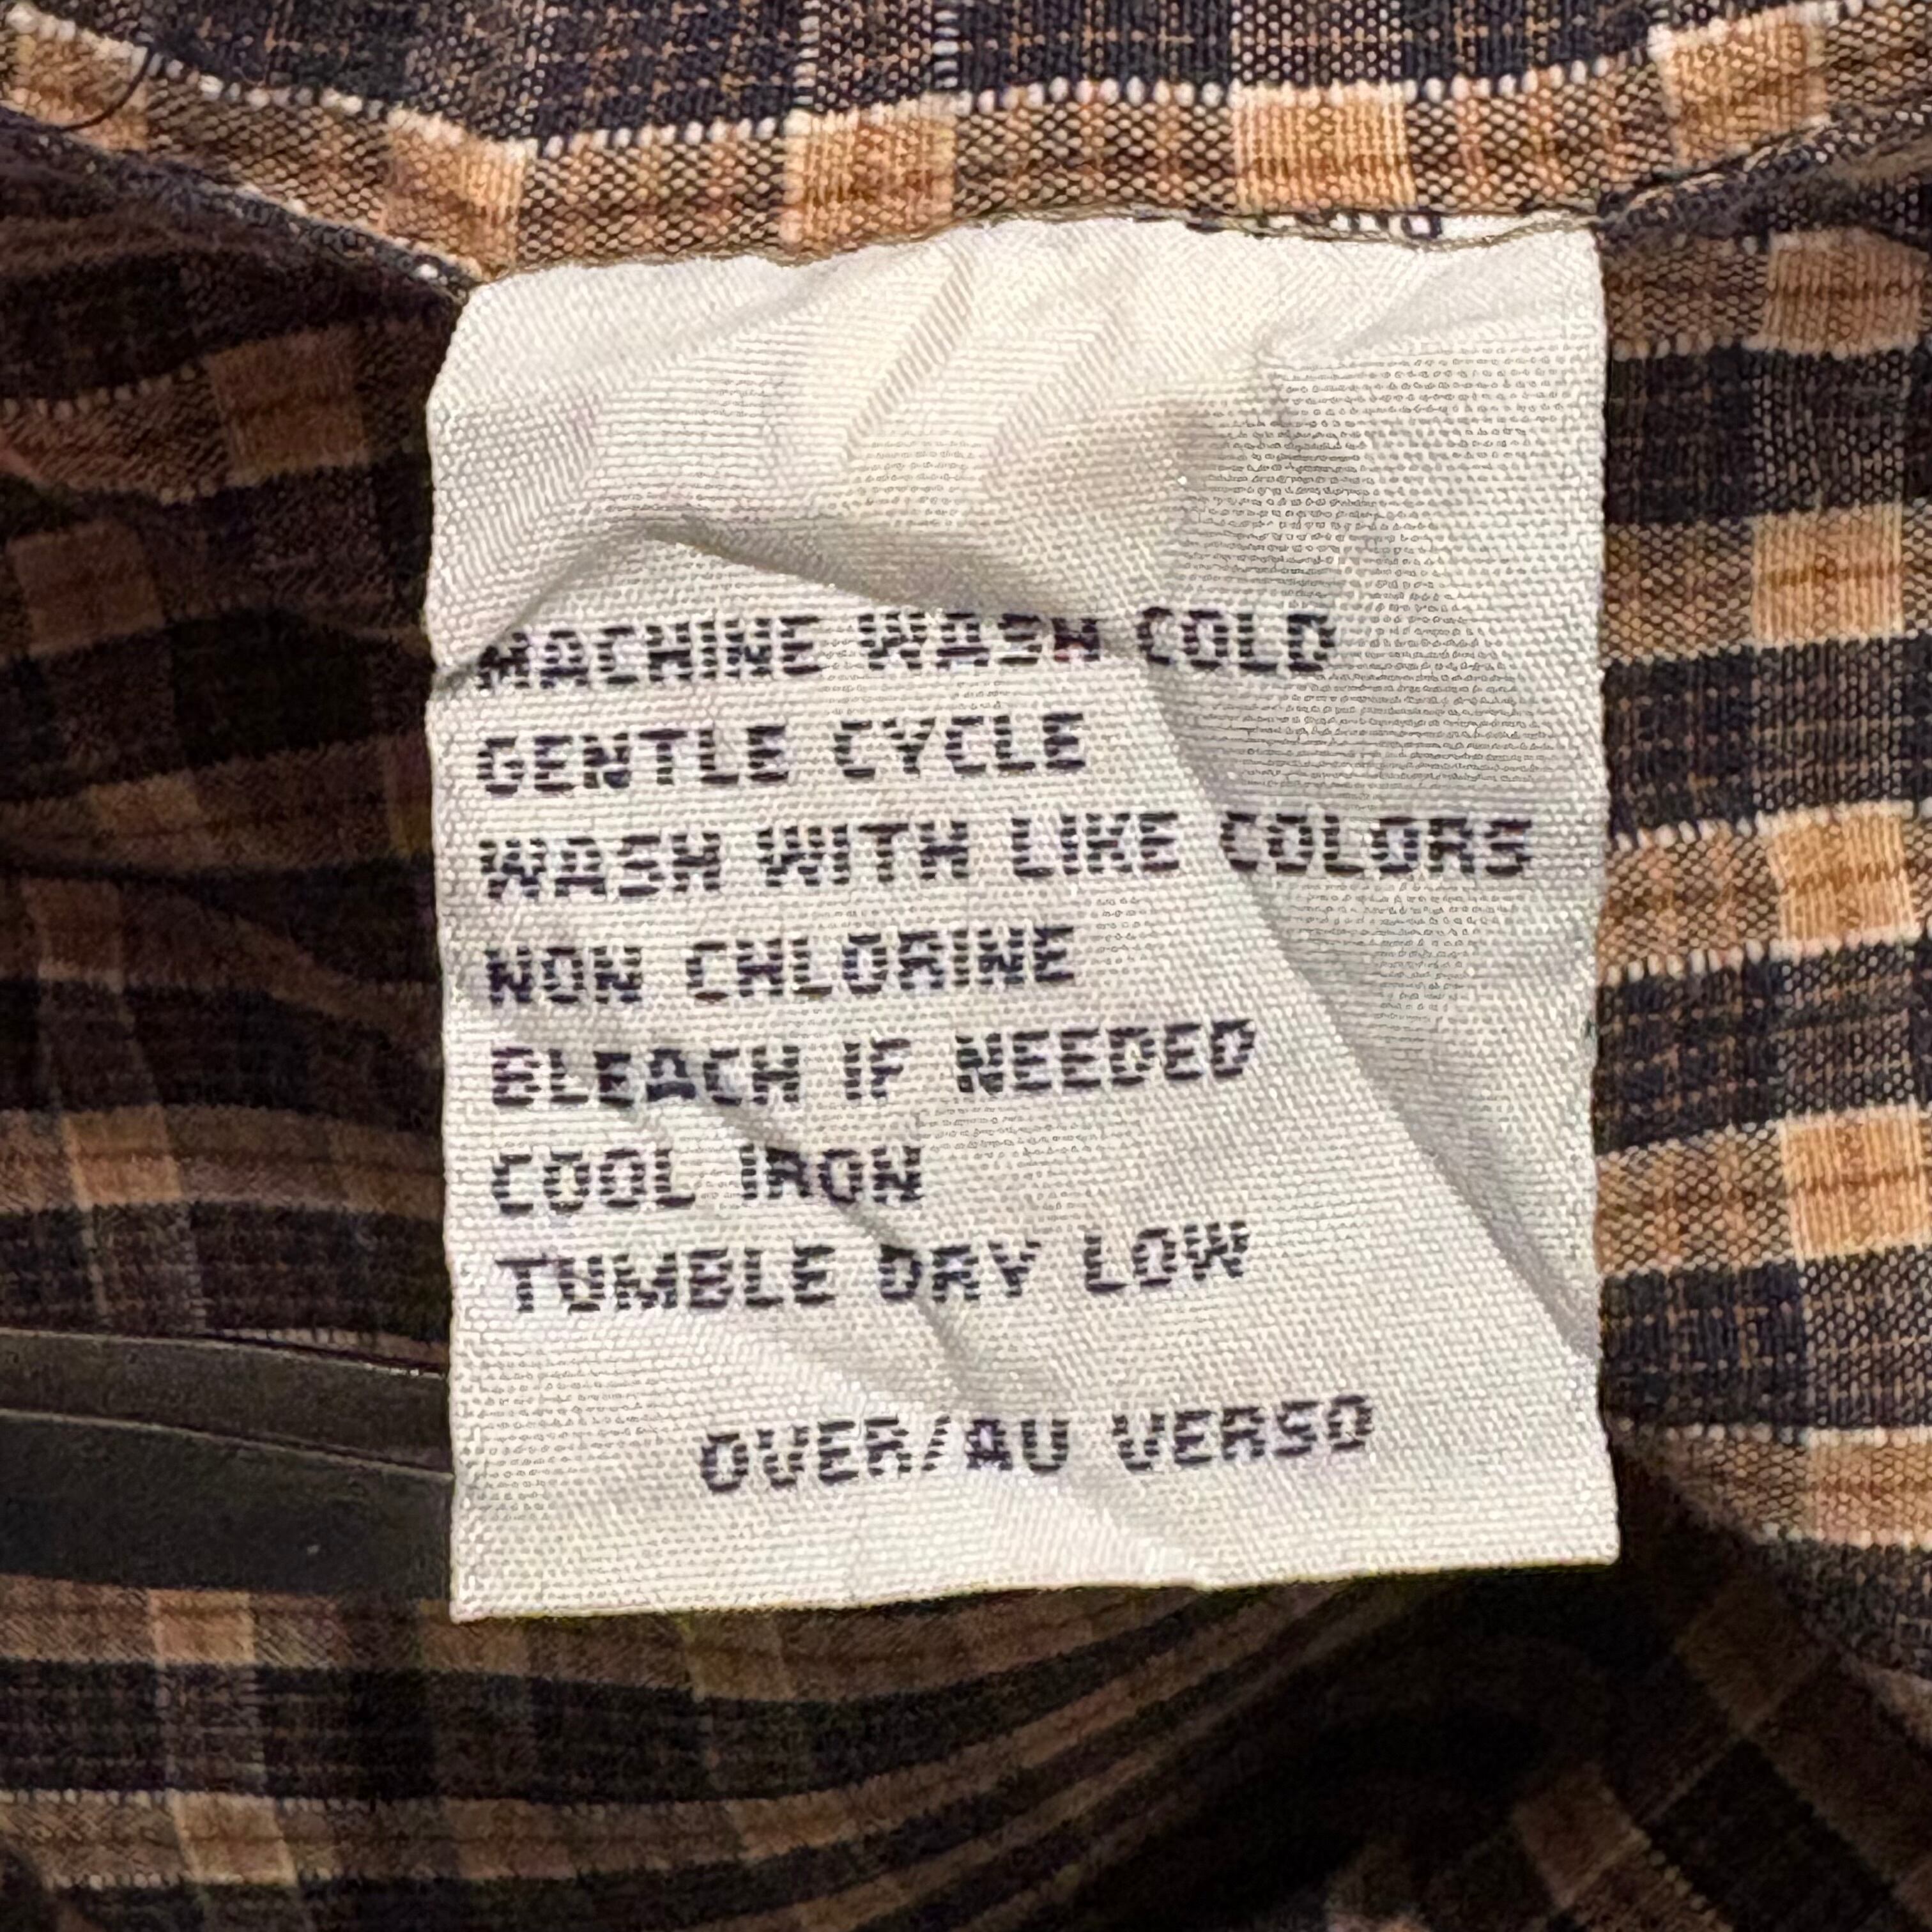 MACHINE WASH COLD
GENTLE CYCLE
WASH WITH LIKE COLORS
NON CHLORINE
BLEACH IF NEEDED
COOL IRON
TUMBLE DRY LOW
OVER/AU VERSO